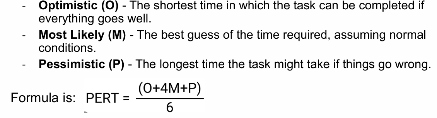 - Optimistic (O) - The shortest time in which the task can be completed if
everything goes well.
- Most Likely (M) - The best guess of the time required, assuming normal
conditions.
- Pessimistic (P) - The longest time the task might take if things go wrong.
Formula is: PERT = (O+4M+P)
6